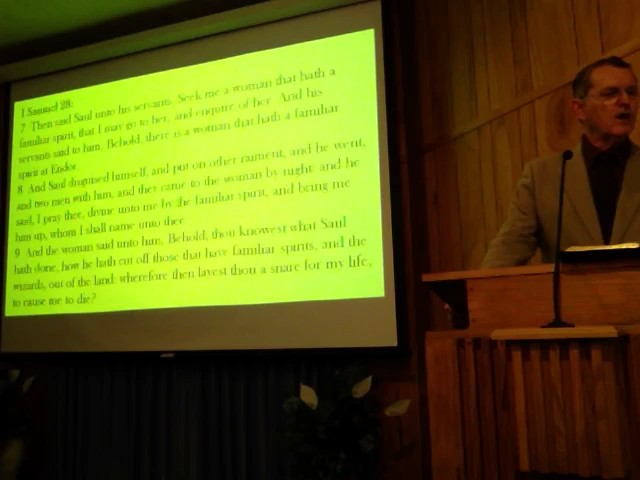 1 Samuel 28:
7 Then said Saul unto his servants, Seek me a woman that hath a
familiar spirit, that I may go to her, and enquire of her. And his
servants said to him, Behold, there is a woman that hath a familiar
spirit at Endor.
8 And Saul disguised himself, and put on other raiment, and he went,
and two men with him, and they came to the woman by night: and he
said, I pray thee, divine unto me by the familiar spirit, and bring me
him up, whom I shall name unto thee.
9 And the woman said unto him, Behold, thou knowest what Saul
hath done, how he hath cut off those that have familiar spirits, and the
wizards, out of the land: wherefore then layest thou a snare for my life,
to cause me to die?